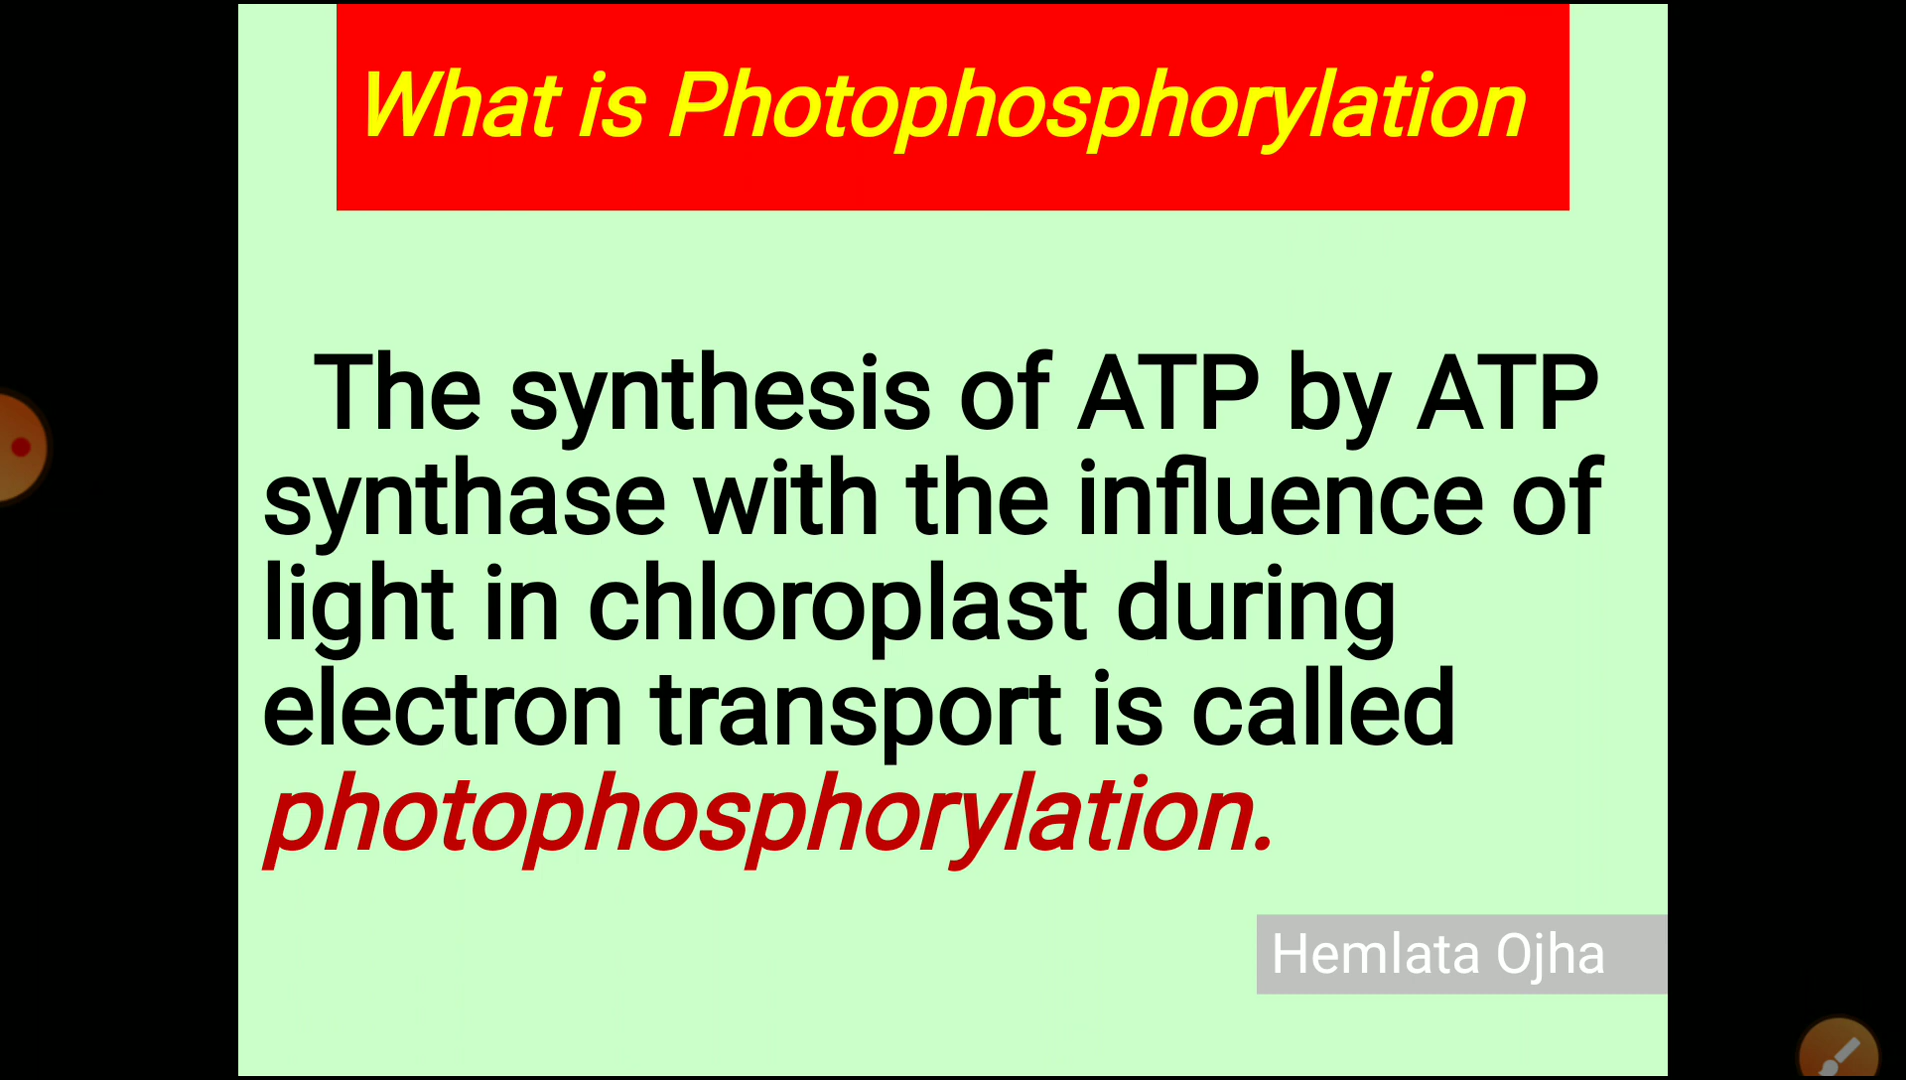 What is Photophosphorylation
The synthesis of ATP by ATP
synthase with the influence of
light in chloroplast during
electron transport is called
photophosphorylation.
Hemlata Ojha